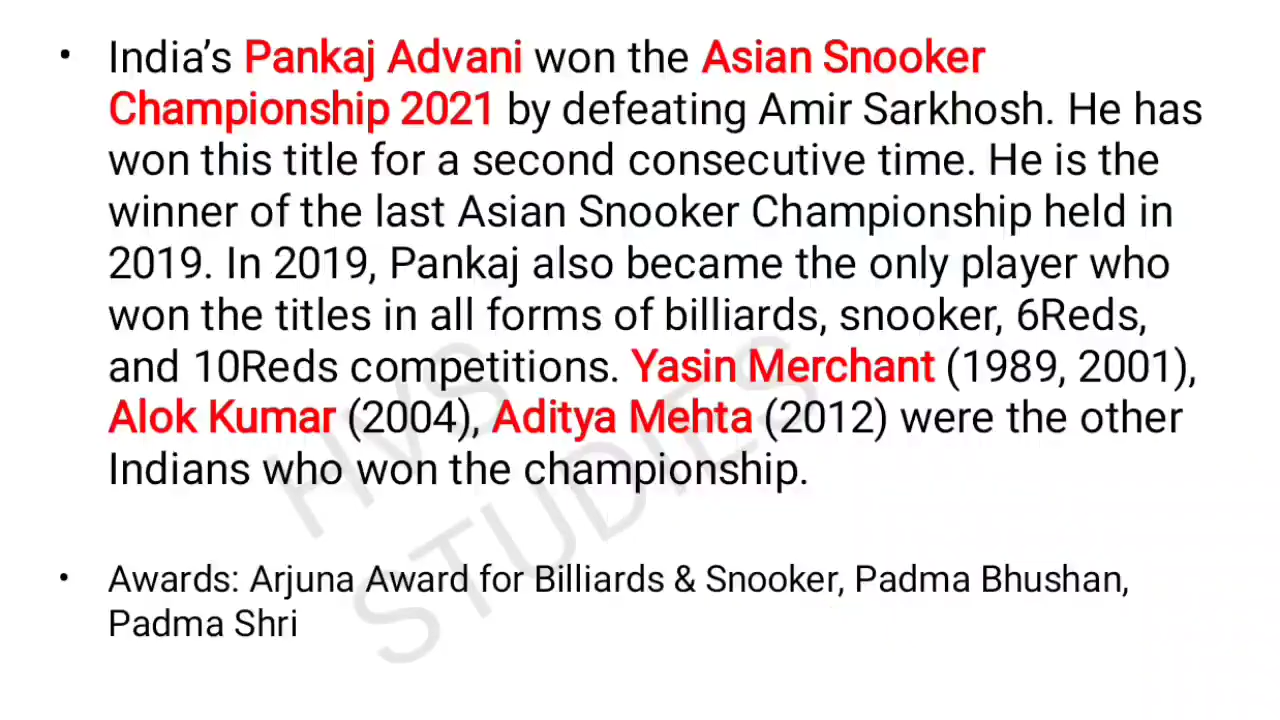 • India’s Pankaj Advani won the Asian Snooker
Championship 2021 by defeating Amir Sarkhosh. He has
won this title for a second consecutive time. He is the
winner of the last Asian Snooker Championship held in
2019. In 2019, Pankaj also became the only player who
won the titles in all forms of billiards, snooker, 6Reds,
and 10Reds competitions. Yasin Merchant (1989, 2001),
Alok Kumar (2004), Aditya Mehta (2012) were the other
Indians who won the championship.
• Awards: Arjuna Award for Billiards & Snooker, Padma Bhushan,
Padma Shri
HVS
STUDIES